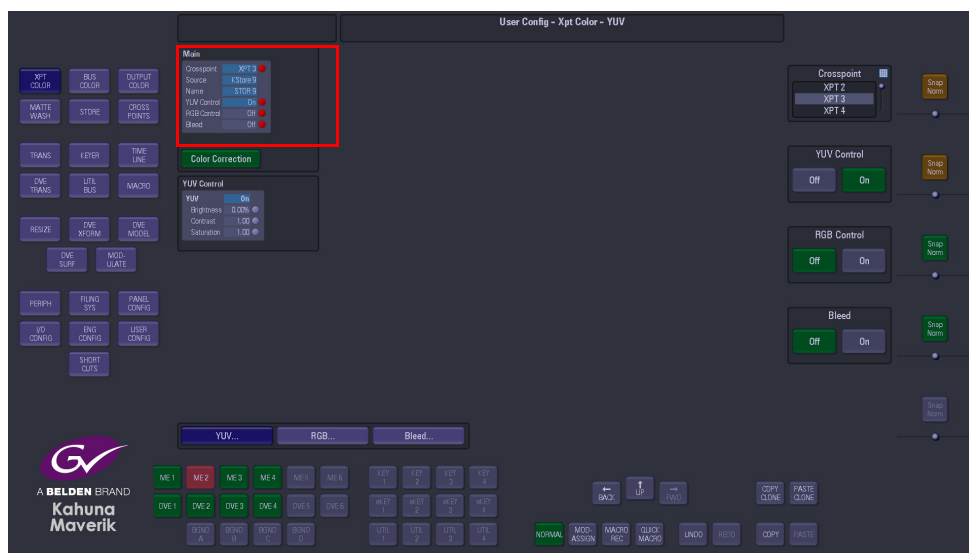 User Config - Xpt Color - YUV
XPT COLOR
BUS COLOR
OUTPUT COLOR
MATTE WASH
STORE
CROSS POINTS
TRANS
KEYER
TIME LINE
DVE TRANS
UTIL BUS
MACRO
RESIZE
DVE XFORM
DVE MODEL
DVE SURF
MOD- ULATE
PERIPH
FILING SYS
PANEL CONFIG
I/O CONFIG
ENG CONFIG
USER CONFIG
SHORT CUTS
Main
Crosspoint XPT 3
Source I:Store 9
Name STOR 9
YUV Control On
RGB Control Off
Bleed Off
Color Correction
YUV Control
YUV On
Brightness 0.00%
Contrast 1.00
Saturation 1.00
Crosspoint
XPT 2
XPT 3
XPT 4
Snap Norm
YUV Control
Off On
Snap Norm
RGB Control
Off On
Snap Norm
Bleed
Off On
Snap Norm
Snap Norm
YUV... RGB... Bleed...
GV
A BELDEN BRAND
Kahuna
Maverik
ME 1 ME 2 ME 3 ME 4 ME 5 ME 6
DVE 1 DVE 2 DVE 3 DVE 4 DVE 5 DVE 6
BGND A BGND B BGND C BGND D
KEY 1 KEY 2 KEY 3 KEY 4
eKEY 1 eKEY 2 eKEY 3 eKEY 4
UTIL 1 UTIL 2 UTIL 3 UTIL 4
BACK UP FWD
COPY CLONE PASTE CLONE
NORMAL MOD- ASSIGN MACRO REC QUICK MACRO UNDO REDO COPY PASTE